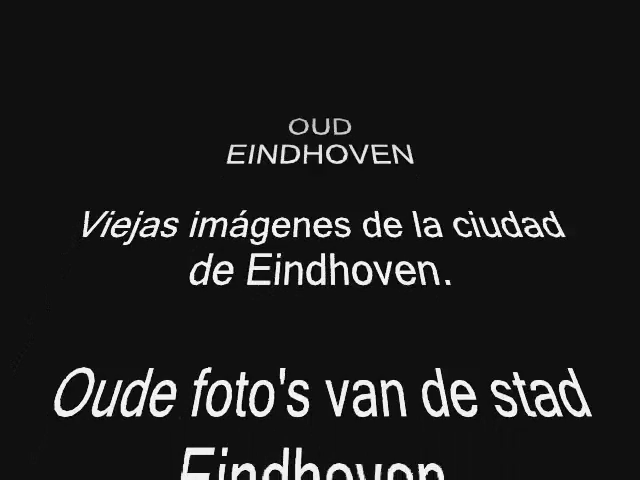 OUD
EINDHOVEN
Viejas imágenes de la ciudad
de Eindhoven.
Oude foto's van de stad
Eindhoven